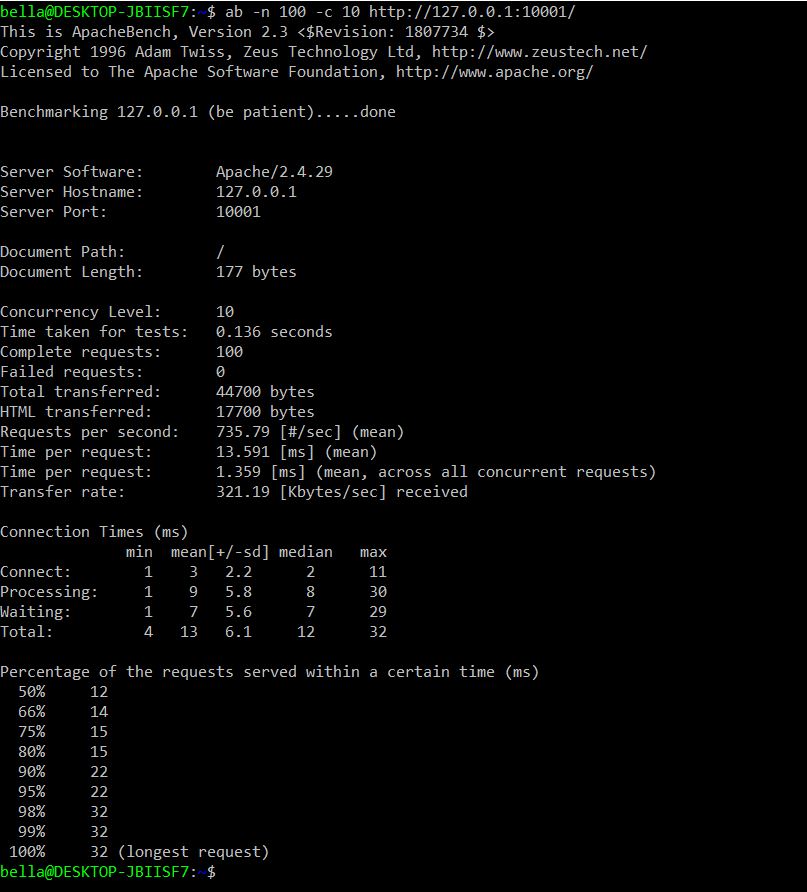 bella@DESKTOP-JBIISF7:~$ ab -n 100 -c 10 http://127.0.0.1:10001/
This is ApacheBench, Version 2.3 <$Revision: 1807734 $>
Copyright 1996 Adam Twiss, Zeus Technology Ltd, http://www.zeustech.net/
Licensed to The Apache Software Foundation, http://www.apache.org/

Benchmarking 127.0.0.1 (be patient).....done


Server Software:        Apache/2.4.29
Server Hostname:        127.0.0.1
Server Port:            10001

Document Path:          /
Document Length:        177 bytes

Concurrency Level:      10
Time taken for tests:   0.136 seconds
Complete requests:      100
Failed requests:        0
Total transferred:      44700 bytes
HTML transferred:       17700 bytes
Requests per second:    735.79 [#/sec] (mean)
Time per request:       13.591 [ms] (mean)
Time per request:       1.359 [ms] (mean, across all concurrent requests)
Transfer rate:          321.19 [Kbytes/sec] received

Connection Times (ms)
              min  mean[+/-sd] median   max
Connect:        1    3   2.2      2      11
Processing:     1    9   5.8      8      30
Waiting:        1    7   5.6      7      29
Total:          4   13   6.1     12      32

Percentage of the requests served within a certain time (ms)
  50%     12
  66%     14
  75%     15
  80%     15
  90%     22
  95%     22
  98%     32
  99%     32
 100%     32 (longest request)
bella@DESKTOP-JBIISF7:~$